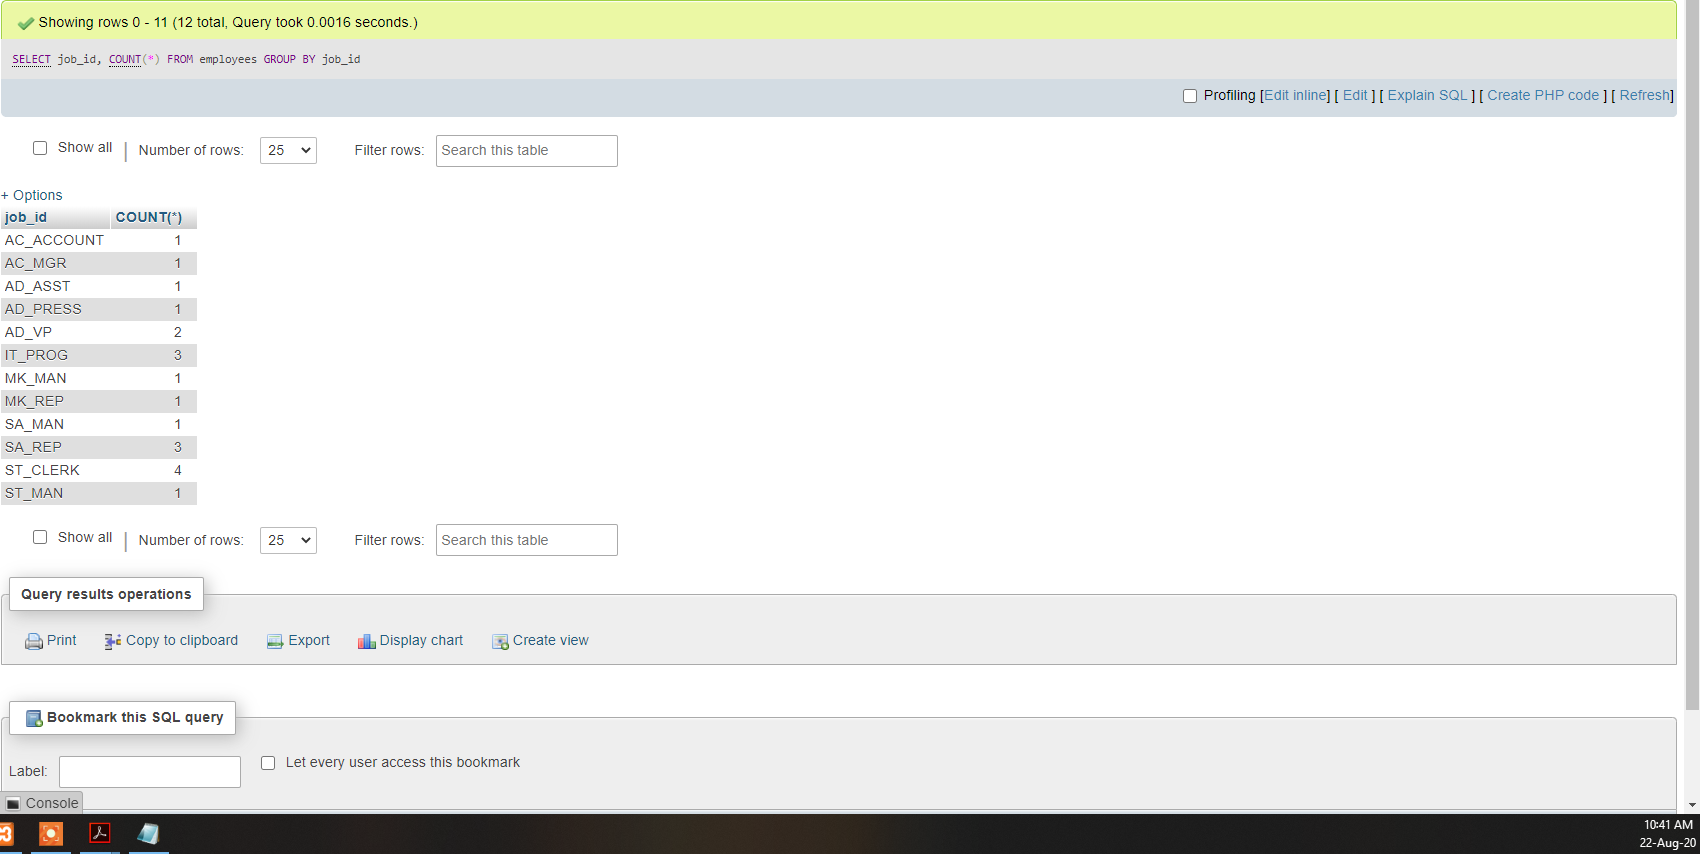 Showing rows 0 - 11 (12 total, Query took 0.0016 seconds.)
SELECT job_id, COUNT(*) FROM employees GROUP BY job_id
Profiling [Edit inline] [ Edit ] [ Explain SQL ] [ Create PHP code ] [ Refresh]
Show all | Number of rows: 25 Filter rows: Search this table
+ Options
job_id COUNT(*)
AC_ACCOUNT 1
AC_MGR 1
AD_ASST 1
AD_PRESS 1
AD_VP 2
IT_PROG 3
MK_MAN 1
MK_REP 1
SA_MAN 1
SA_REP 3
ST_CLERK 4
ST_MAN 1
Show all | Number of rows: 25 Filter rows: Search this table
Query results operations
Print Copy to clipboard Export Display chart Create view
Bookmark this SQL query
Label: Let every user access this bookmark
Console
10:41 AM
22-Aug-20